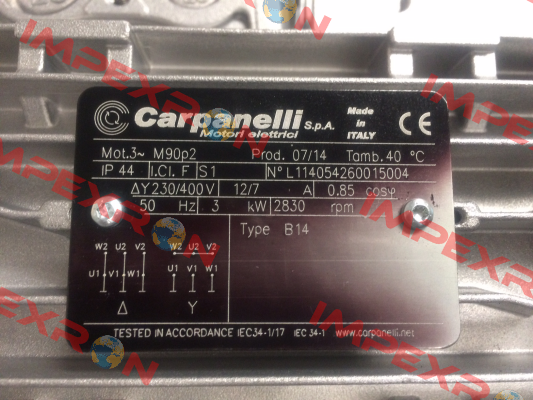 Carpanelli S.p.A.
Motori elettrici
Made in ITALY
CE
Mot.3~ M90p2 Prod. 07/14 Tamb. 40 °C
IP 44 I.Cl. F S1 N° L114054260015004
ΔY 230/400 V 12/7 A 0.85 cosφ
50 Hz 3 kW 2830 rpm
Type B14
W2 U2 V2 W2 U2 V2
U1 V1 W1 U1 V1 W1
Δ Y
TESTED IN ACCORDANCE IEC34-1/17 IEC 34-1 www.carpanelli.net
IMPEXRON
IMPEXRON
IMPEXRON
IMPEXRON